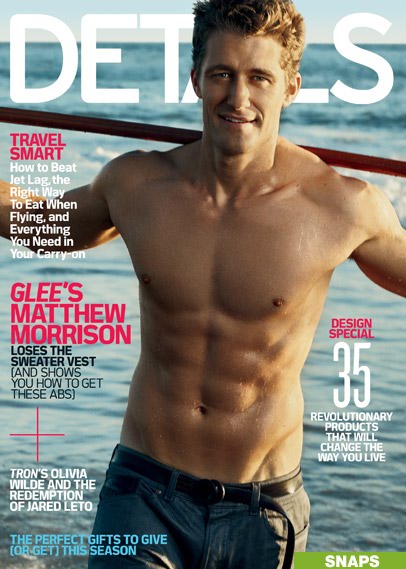 DETAILS
TRAVEL
SMART
How to Beat
Jet Lag, the
Right Way
To Eat When
Flying, and
Everything
You Need in
Your Carry-on
GLEE'S
MATTHEW
MORRISON
LOSES THE
SWEATER VEST
(AND SHOWS
YOU HOW TO GET
THESE ABS)
TRON'S OLIVIA
WILDE AND THE
REDEMPTION
OF JARED LETO
THE PERFECT GIFTS TO GIVE
(OR GET) THIS SEASON
DESIGN
SPECIAL
35
REVOLUTIONARY
PRODUCTS
THAT WILL
CHANGE THE
WAY YOU LIVE
SNAPS